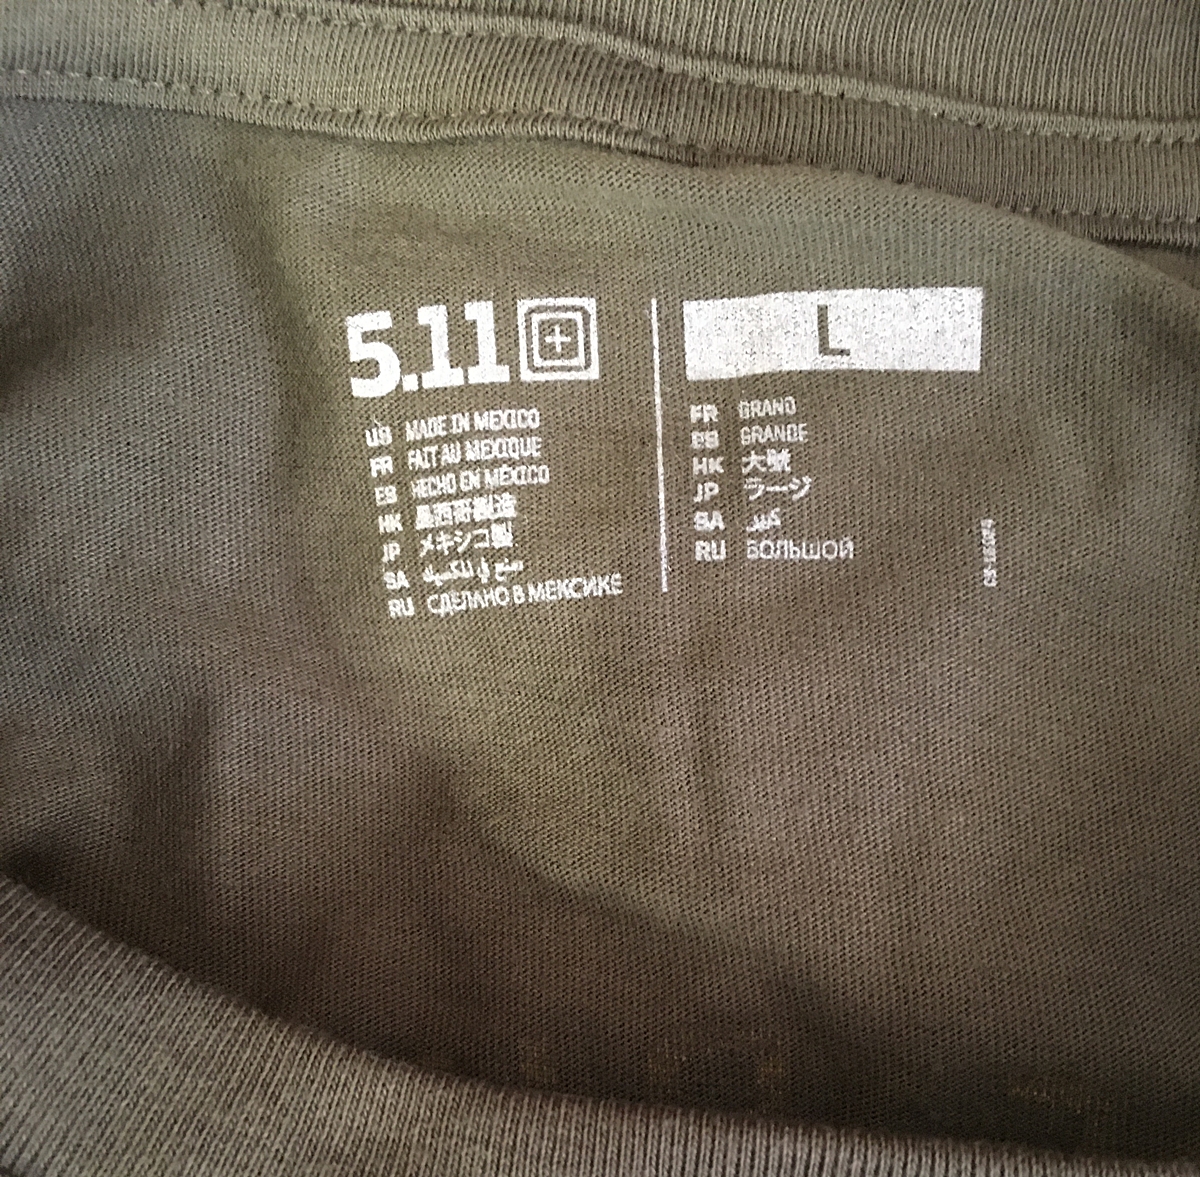 5.11
US MADE IN MEXICO
FR FAIT AU MEXIQUE
ES HECHO EN MÉXICO
HK 墨西哥製造
JP メキシコ製
SA صنع في المكسيك
RU СДЕЛАНО В МЕКСИКЕ
L
FR GRAND
ES GRANDE
HK 大號
JP ラージ
SA كبير
RU БОЛЬШОЙ